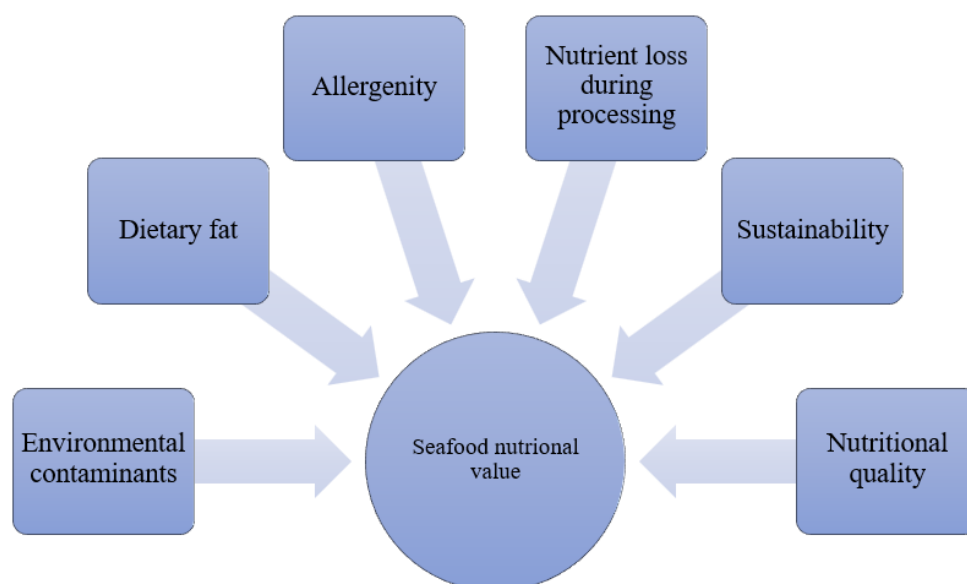 Allergenity
Nutrient loss
during
processing
Dietary fat
Sustainability
Environmental
contaminants
Seafood nutrional
value
Nutritional
quality